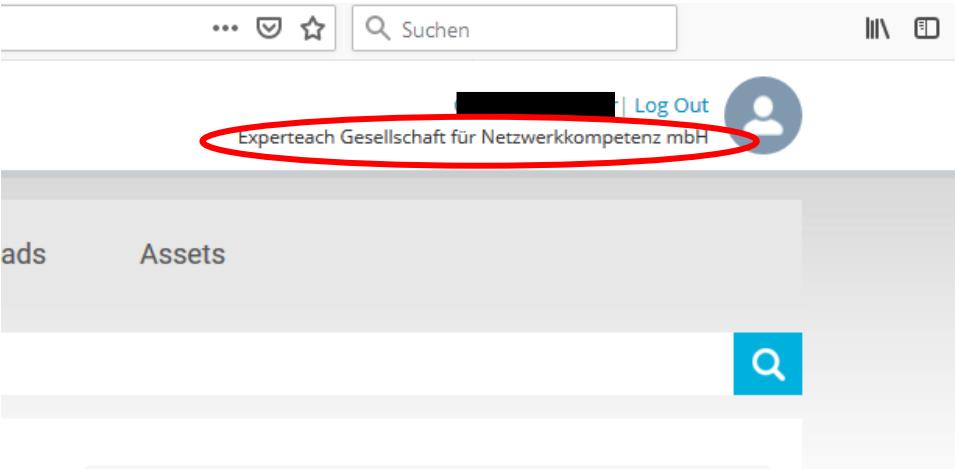 Suchen
| Log Out
Experteach Gesellschaft für Netzwerkkompetenz mbH
ads
Assets